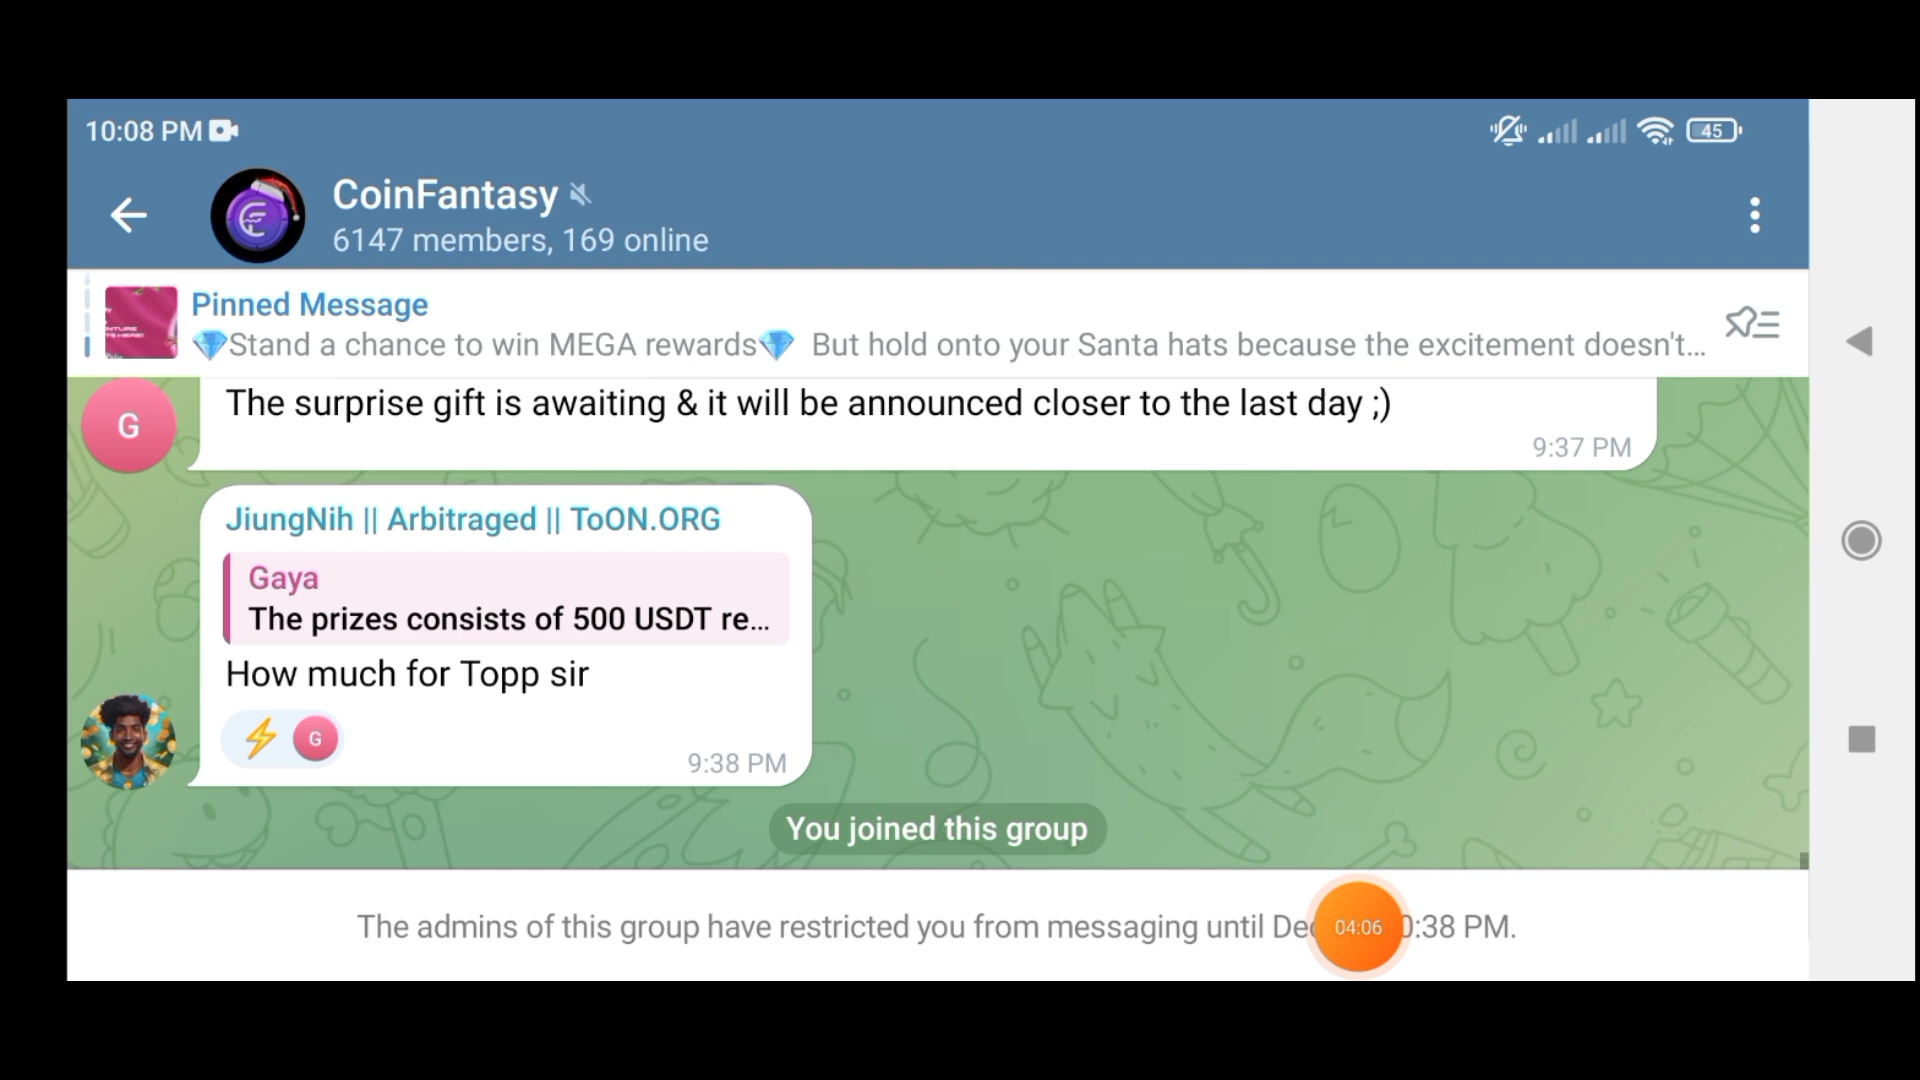 10:08 PM
45
CoinFantasy
6147 members, 169 online
Pinned Message
💎Stand a chance to win MEGA rewards💎 But hold onto your Santa hats because the excitement doesn't...
The surprise gift is awaiting & it will be announced closer to the last day ;)
G
9:37 PM
JiungNih || Arbitraged || ToON.ORG
Gaya
The prizes consists of 500 USDT re...
How much for Topp sir
G
9:38 PM
You joined this group
The admins of this group have restricted you from messaging until 04:06 :38 PM.